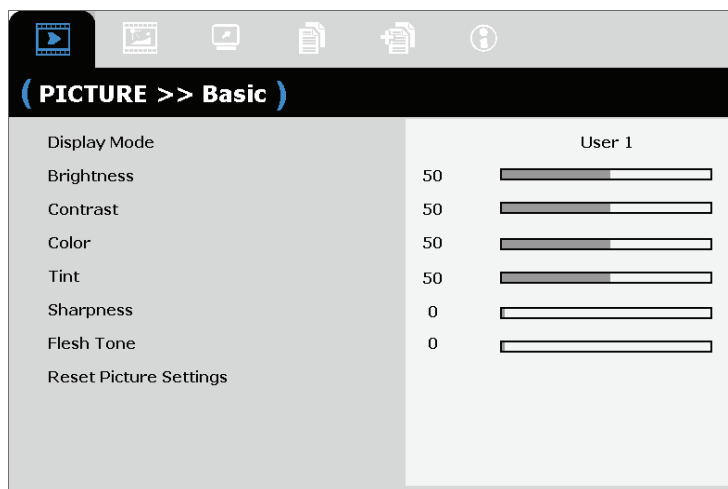 ( PICTURE >> Basic )
Display Mode User 1
Brightness 50
Contrast 50
Color 50
Tint 50
Sharpness 0
Flesh Tone 0
Reset Picture Settings